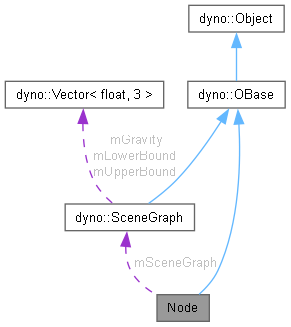 dyno::Object
dyno::Vector< float, 3 >
dyno::OBase
mGravity
mLowerBound
mUpperBound
dyno::SceneGraph
mSceneGraph
Node